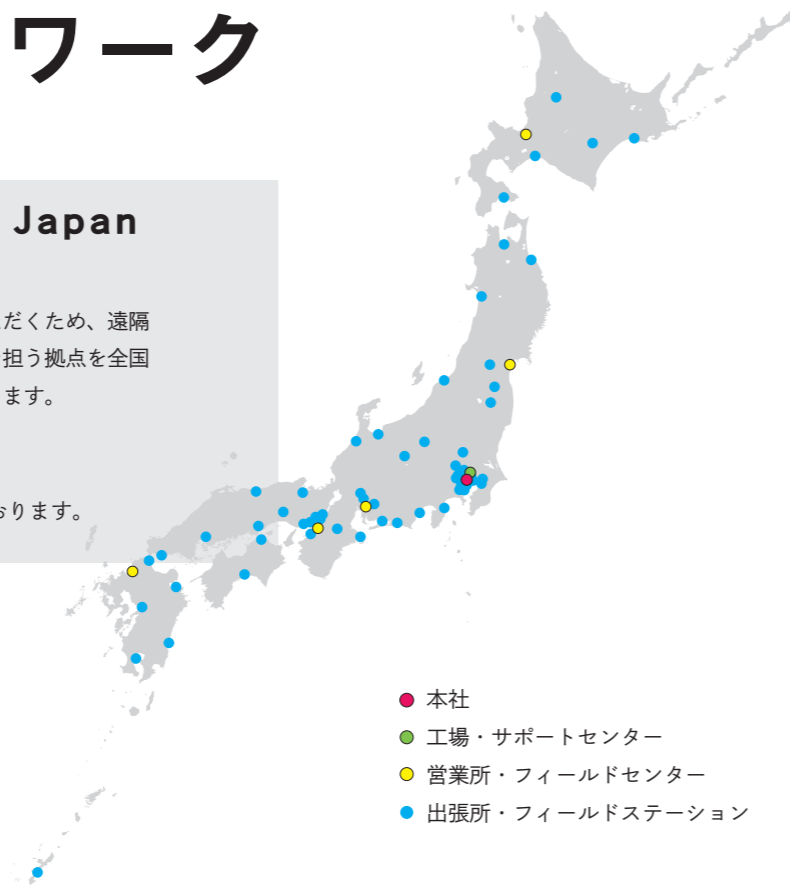 ワーク
Japan
だくため、遠隔
担う拠点を全国
ます。
ります。
本社
工場・サポートセンター
営業所・フィールドセンター
出張所・フィールドステーション